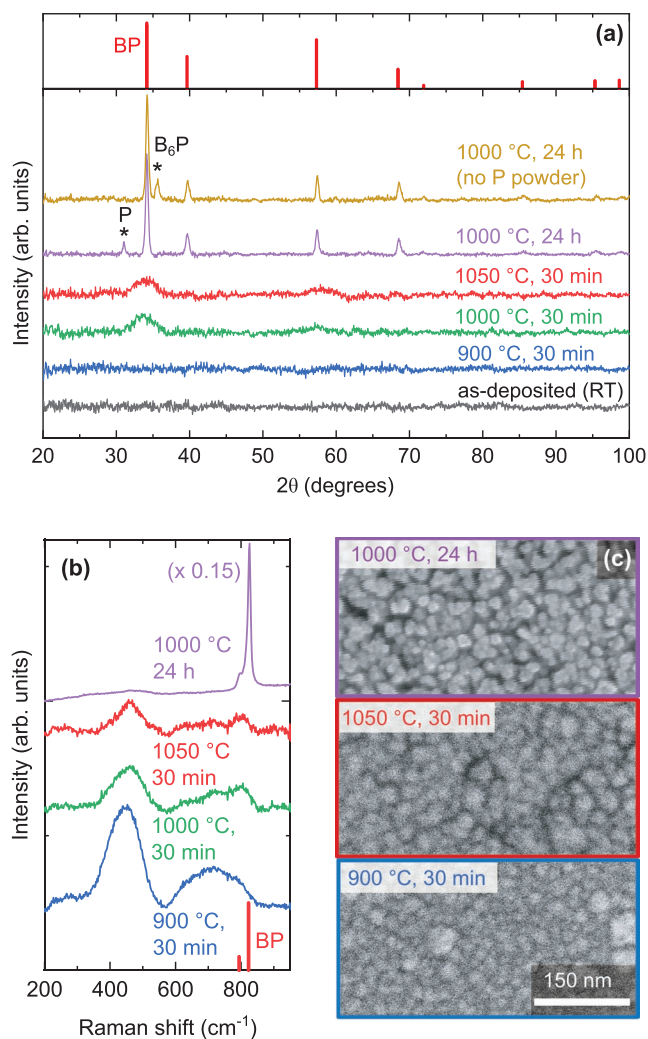 (a)
BP
B₆P
*
1000 °C, 24 h
(no P powder)
P
*
1000 °C, 24 h
1050 °C, 30 min
1000 °C, 30 min
900 °C, 30 min
as-deposited (RT)
Intensity (arb. units)
20 30 40 50 60 70 80 90 100
2θ (degrees)
(b)
(x 0.15)
1000 °C
24 h
1050 °C
30 min
1000 °C,
30 min
900 °C,
30 min
BP
Intensity (arb. units)
200 400 600 800
Raman shift (cm⁻¹)
1000 °C, 24 h
(c)
1050 °C, 30 min
900 °C, 30 min
150 nm